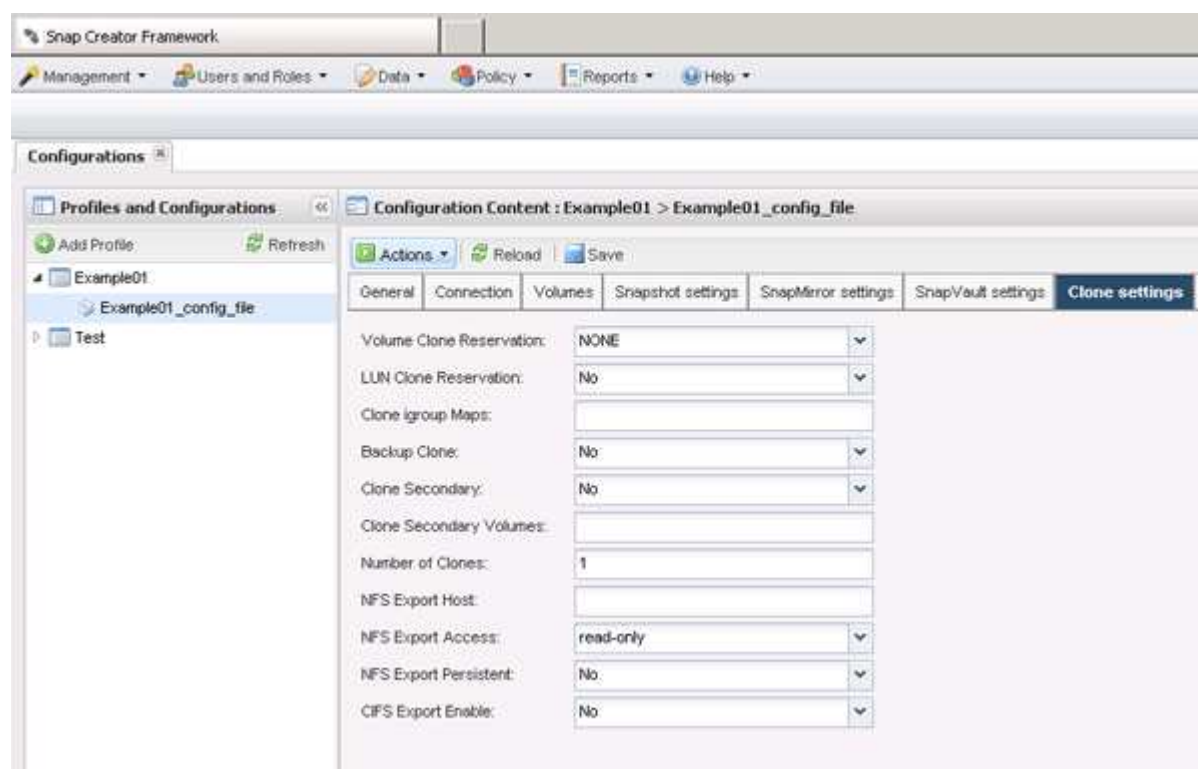 Snap Creator Framework
Management Users and Roles Data Policy Reports Help
Configurations
Profiles and Configurations
Configuration Content : Example01 > Example01_config_file
Add Profile Refresh
Actions Reload Save
Example01
Example01_config_file
Test
General Connection Volumes Snapshot settings SnapMirror settings SnapVault settings Clone settings
Volume Clone Reservation: NONE
LUN Clone Reservation: No
Clone igroup Maps:
Backup Clone: No
Clone Secondary: No
Clone Secondary Volumes:
Number of Clones: 1
NFS Export Host:
NFS Export Access: read-only
NFS Export Persistent: No
CIFS Export Enable: No